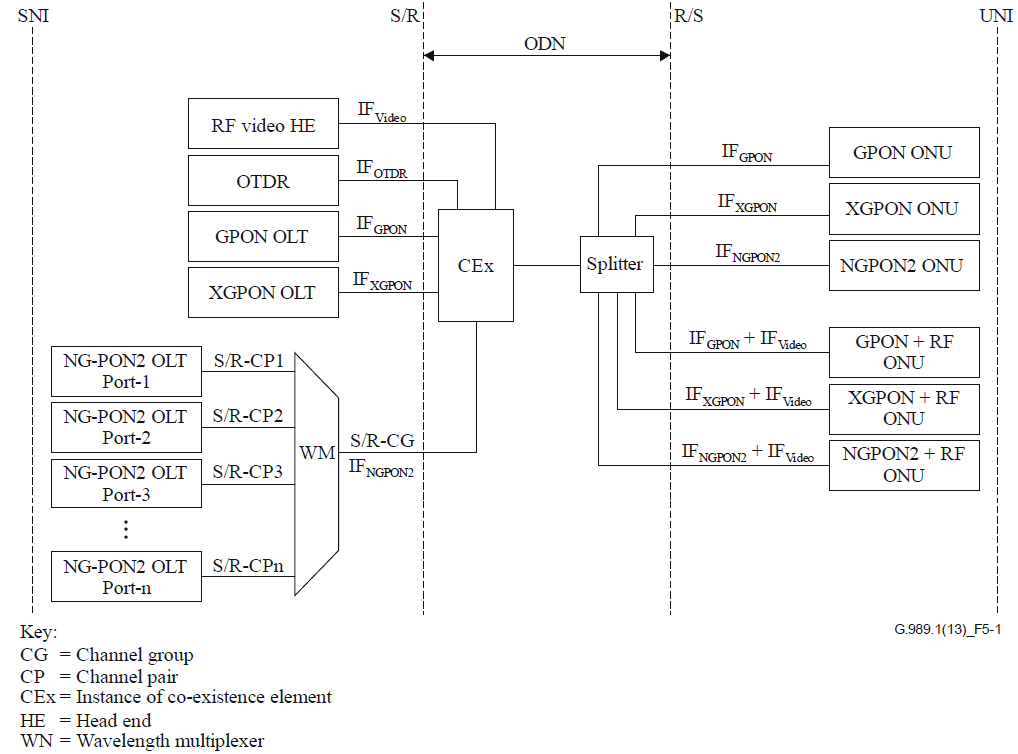 SNI S/R R/S UNI
ODN
RF video HE IFVideo
OTDR IFOTDR
GPON OLT IFGPON
XGPON OLT IFXGPON
CEx
Splitter
IFGPON GPON ONU
IFXGPON XGPON ONU
IFNGPON2 NGPON2 ONU
IFGPON + IFVideo GPON + RF
ONU
IFXGPON + IFVideo XGPON + RF
ONU
IFNGPON2 + IFVideo NGPON2 + RF
ONU
NG-PON2 OLT
Port-1
S/R-CP1
NG-PON2 OLT
Port-2
S/R-CP2
NG-PON2 OLT
Port-3
S/R-CP3
⋮
NG-PON2 OLT
Port-n
S/R-CPn
WM
S/R-CG
IFNGPON2
G.989.1(13)_F5-1
Key:
CG = Channel group
CP = Channel pair
CEx = Instance of co-existence element
HE = Head end
WN = Wavelength multiplexer